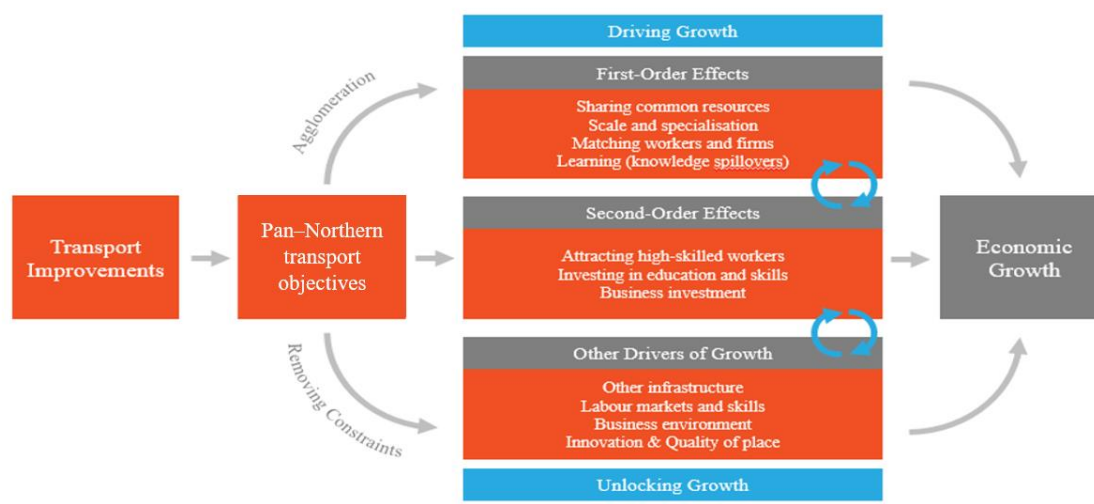 Driving Growth
First-Order Effects
Sharing common resources
Scale and specialisation
Matching workers and firms
Learning (knowledge spillovers)
Agglomeration
Transport
Improvements
Pan–Northern
transport
objectives
Second-Order Effects
Attracting high-skilled workers
Investing in education and skills
Business investment
Economic
Growth
Removing Constraints
Other Drivers of Growth
Other infrastructure
Labour markets and skills
Business environment
Innovation & Quality of place
Unlocking Growth